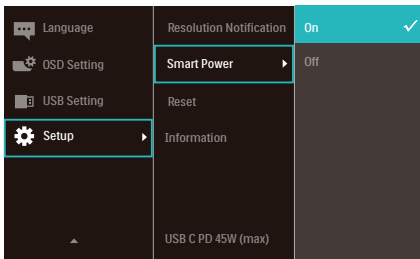 Language
OSD Setting
USB Setting
Setup
Resolution Notification
Smart Power
Reset
Information
USB C PD 45W (max)
On
Off